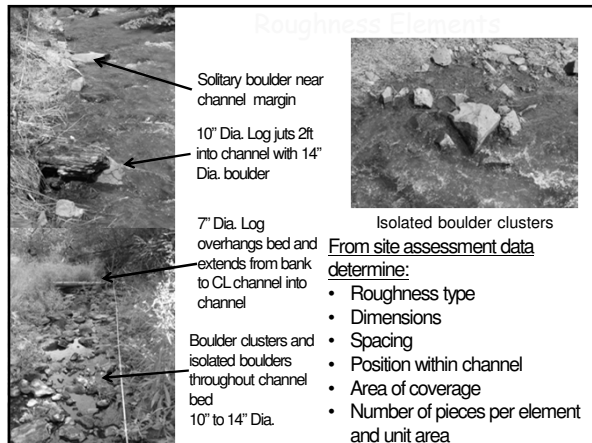 Roughness Elements
Solitary boulder near
channel margin
10” Dia. Log juts 2ft
into channel with 14”
Dia. boulder
7” Dia. Log
overhangs bed and
extends from bank
to CL channel into
channel
Boulder clusters and
isolated boulders
throughout channel
bed
10” to 14” Dia.
Isolated boulder clusters
From site assessment data
determine:
• Roughness type
• Dimensions
• Spacing
• Position within channel
• Area of coverage
• Number of pieces per element
and unit area